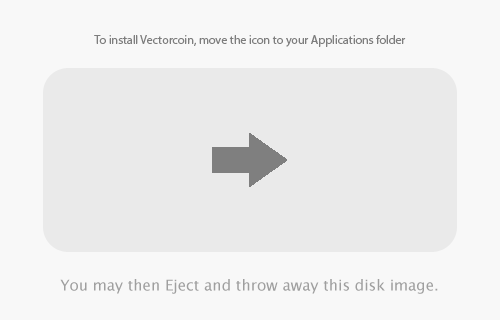 To install Vectorcoin, move the icon to your Applications folder
You may then Eject and throw away this disk image.